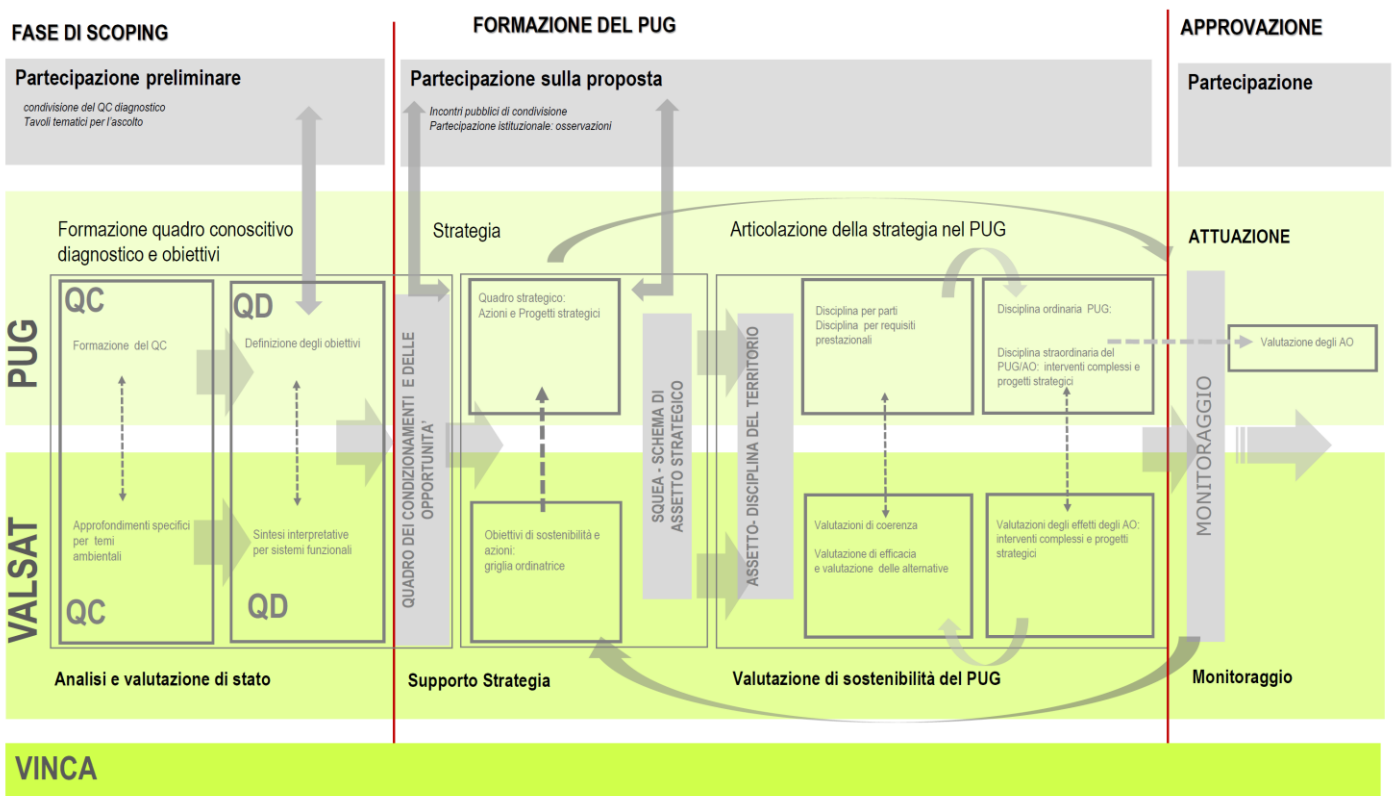 FASE DI SCOPING
FORMAZIONE DEL PUG
APPROVAZIONE
Partecipazione preliminare
condivisione del QC diagnostico
Tavoli tematici per l'ascolto
Partecipazione sulla proposta
Incontri pubblici di condivisione
Partecipazione istituzionale: osservazioni
Partecipazione
PUG
Formazione quadro conoscitivo
diagnostico e obiettivi
QC
Formazione del QC
QD
Definizione degli obiettivi
QUADRO DEI CONDIZIONAMENTI E DELLE
OPPORTUNITA'
Strategia
Quadro strategico:
Azioni e Progetti strategici
SQUEA - SCHEMA DI
ASSETTO STRATEGICO
Articolazione della strategia nel PUG
ASSETTO- DISCIPLINA DEL TERRITORIO
Disciplina per parti
Disciplina per requisiti
prestazionali
Disciplina ordinaria PUG:
Disciplina straordinaria del
PUG/AO: interventi complessi e
progetti strategici
ATTUAZIONE
MONITORAGGIO
Valutazione degli AO
VALSAT
Approfondimenti specifici
per temi
ambientali
QC
Sintesi interpretative
per sistemi funzionali
QD
Obiettivi di sostenibilità e
azioni:
griglia ordinatrice
Valutazioni di coerenza
Valutazione di efficacia
e valutazione delle alternative
Valutazioni degli effetti degli AO:
interventi complessi e progetti
strategici
Analisi e valutazione di stato
Supporto Strategia
Valutazione di sostenibilità del PUG
Monitoraggio
VINCA